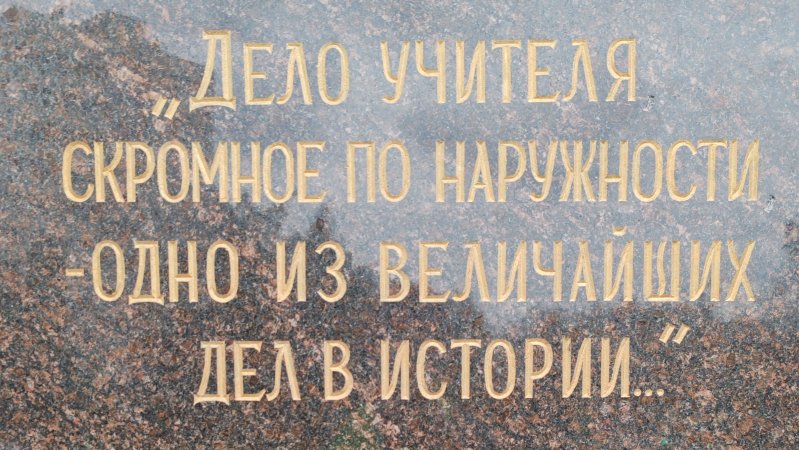 „Дело учителя
скромное по наружности
-одно из величайших
дел в истории...“